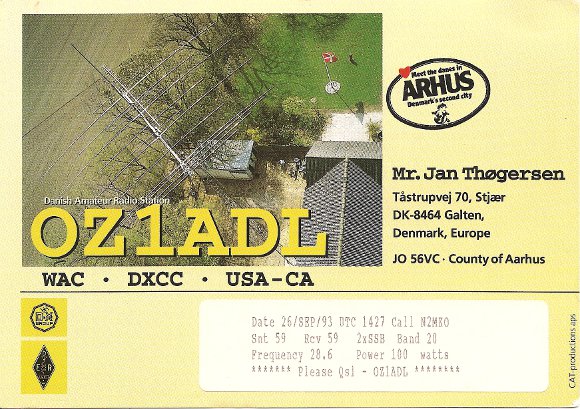 Meet the danes in
ARHUS
Denmark's second city
Danish Amateur Radio Station
OZ1ADL
WAC · DXCC · USA-CA
Mr. Jan Thøgersen
Tåstrupvej 70, Stjær
DK-8464 Galten,
Denmark, Europe
JO 56VC · County of Aarhus
GROUP
Date 26/SEP/93 UTC 1427 Call N2MKO
Snt 59 Rcv 59 2xSSB Band 20
Frequency 28.6 Power 100 watts
******* Please Qsl - OZ1ADL ********
CAT-productions aps